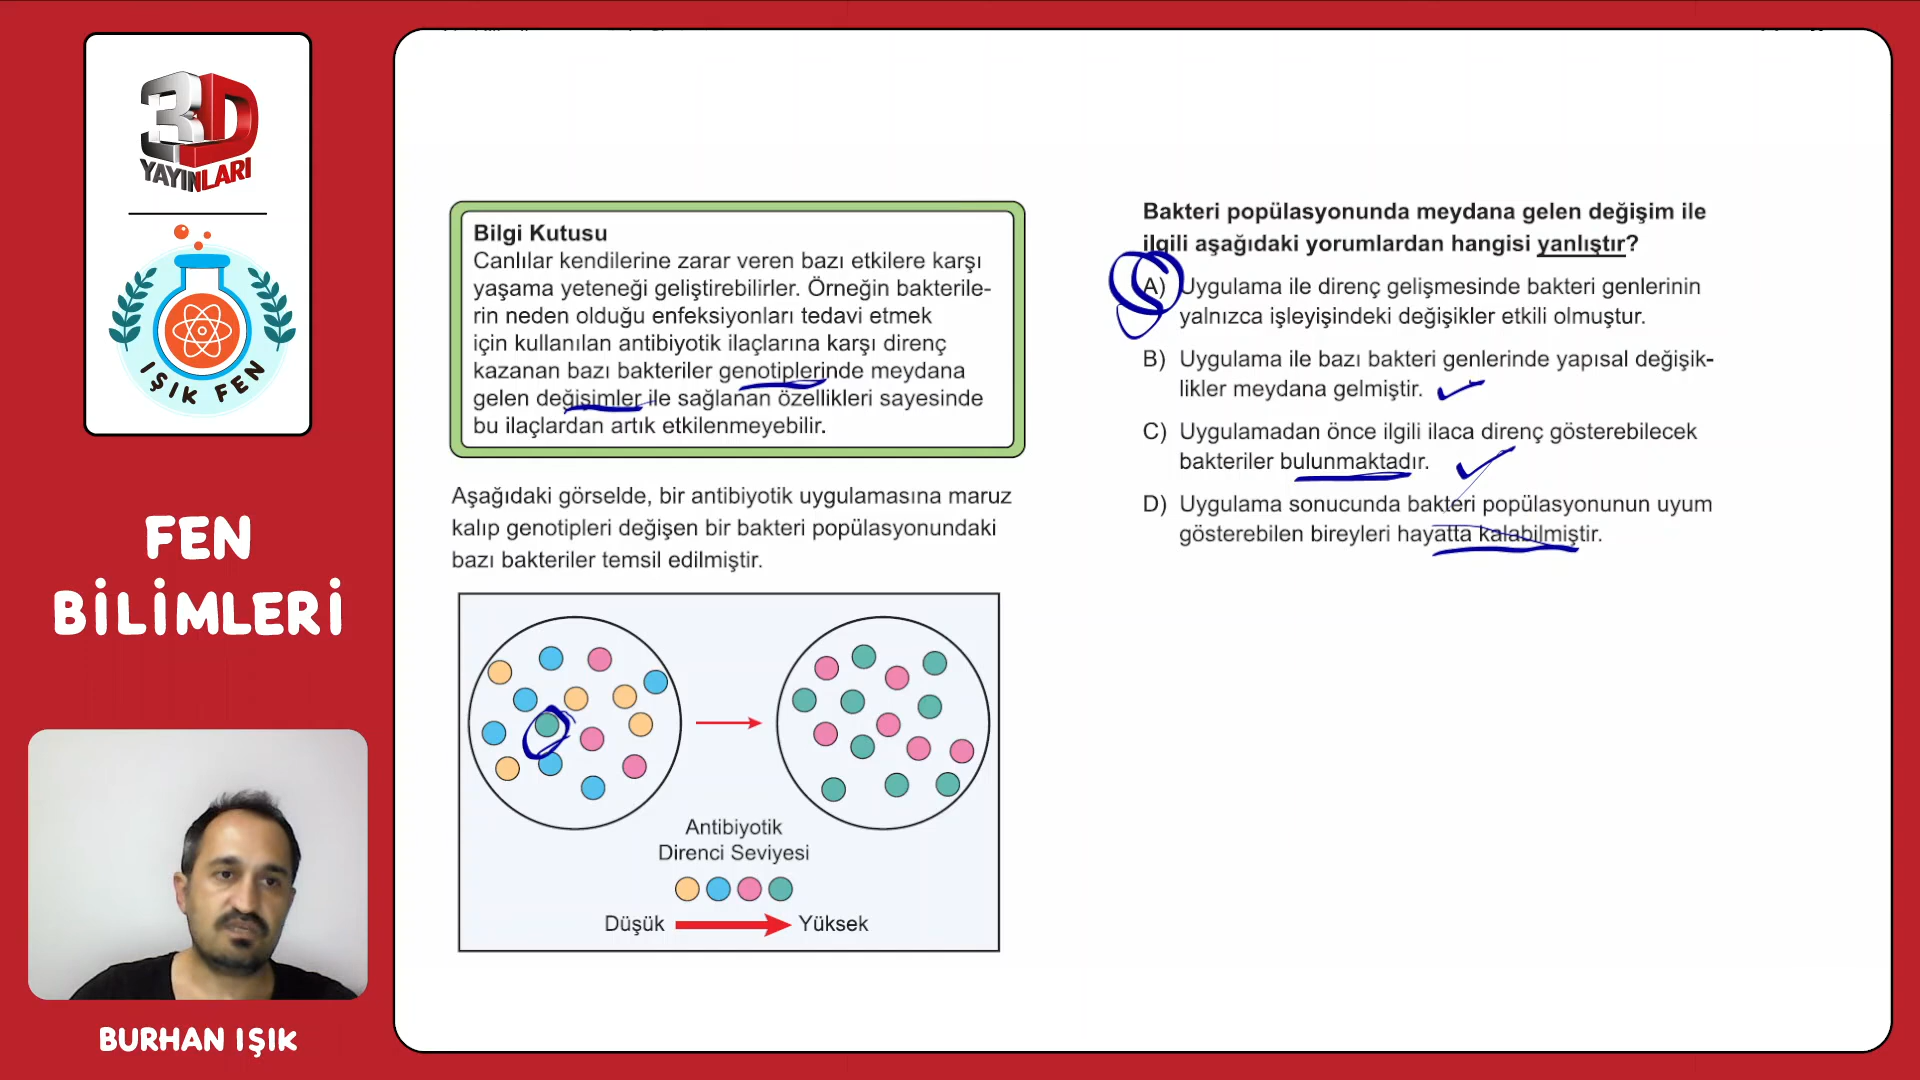 3D
YAYINLARI
IŞIK FEN
FEN
BİLİMLERİ
BURHAN IŞIK
Bilgi Kutusu
Canlılar kendilerine zarar veren bazı etkilere karşı
yaşama yeteneği geliştirebilirler. Örneğin bakterile-
rin neden olduğu enfeksiyonları tedavi etmek
için kullanılan antibiyotik ilaçlarına karşı direnç
kazanan bazı bakteriler genotiplerinde meydana
gelen değişimler ile sağlanan özellikleri sayesinde
bu ilaçlardan artık etkilenmeyebilir.
Aşağıdaki görselde, bir antibiyotik uygulamasına maruz
kalıp genotipleri değişen bir bakteri popülasyonundaki
bazı bakteriler temsil edilmiştir.
Antibiyotik
Direnci Seviyesi
Düşük Yüksek
Bakteri popülasyonunda meydana gelen değişim ile
ilgili aşağıdaki yorumlardan hangisi yanlıştır?
A) Uygulama ile direnç gelişmesinde bakteri genlerinin
yalnızca işleyişindeki değişikler etkili olmuştur.
B) Uygulama ile bazı bakteri genlerinde yapısal değişik-
likler meydana gelmiştir.
C) Uygulamadan önce ilgili ilaca direnç gösterebilecek
bakteriler bulunmaktadır.
D) Uygulama sonucunda bakteri popülasyonunun uyum
gösterebilen bireyleri hayatta kalabilmiştir.